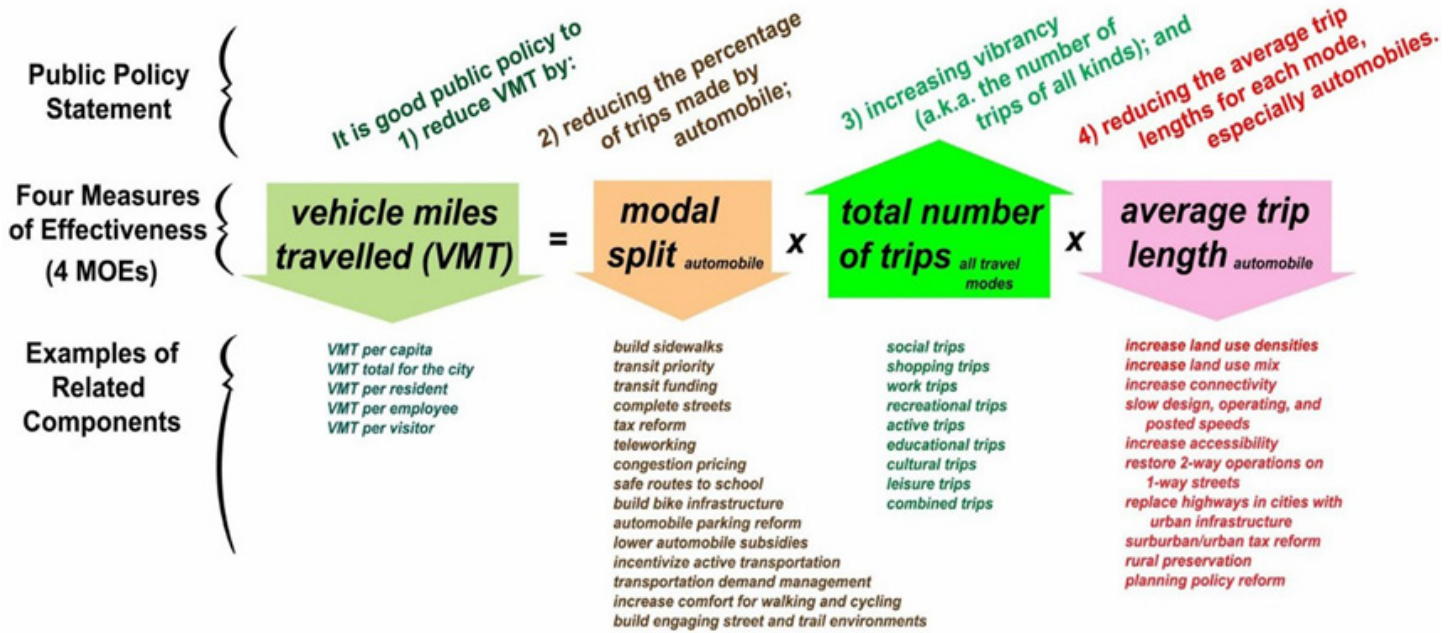 Public Policy
Statement
It is good public policy to
1) reduce VMT by:
2) reducing the percentage
of trips made by
automobile;
3) increasing vibrancy
(a.k.a. the number of
trips of all kinds); and
4) reducing the average trip
lengths for each mode,
especially automobiles.
Four Measures
of Effectiveness
(4 MOEs)
vehicle miles
travelled (VMT)
=
modal
split automobile
x
total number
of trips all travel
modes
x
average trip
length automobile
Examples of
Related
Components
VMT per capita
VMT total for the city
VMT per resident
VMT per employee
VMT per visitor
build sidewalks
transit priority
transit funding
complete streets
tax reform
teleworking
congestion pricing
safe routes to school
build bike infrastructure
automobile parking reform
lower automobile subsidies
incentivize active transportation
transportation demand management
increase comfort for walking and cycling
build engaging street and trail environments
social trips
shopping trips
work trips
recreational trips
active trips
educational trips
cultural trips
leisure trips
combined trips
increase land use densities
increase land use mix
increase connectivity
slow design, operating, and
posted speeds
increase accessibility
restore 2-way operations on
1-way streets
replace highways in cities with
urban infrastructure
surburban/urban tax reform
rural preservation
planning policy reform